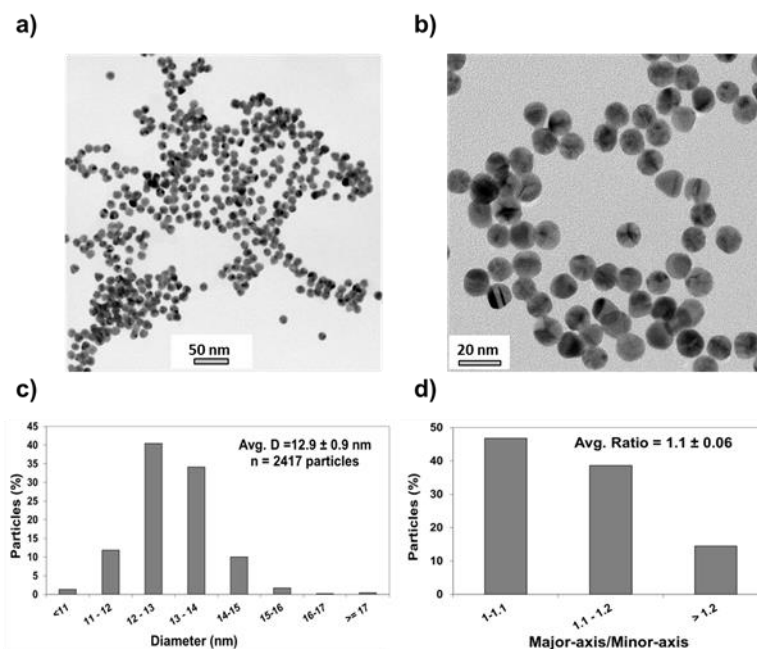 a)
b)
50 nm
20 nm
c)
d)
45
40
35
30
25
20
15
10
5
0
Particles (%)
Avg. D =12.9 ± 0.9 nm
n = 2417 particles
<11
11 - 12
12 - 13
13 - 14
14-15
15-16
16-17
>= 17
Diameter (nm)
50
40
30
20
10
0
Particles (%)
Avg. Ratio = 1.1 ± 0.06
1-1.1
1.1 - 1.2
> 1.2
Major-axis/Minor-axis